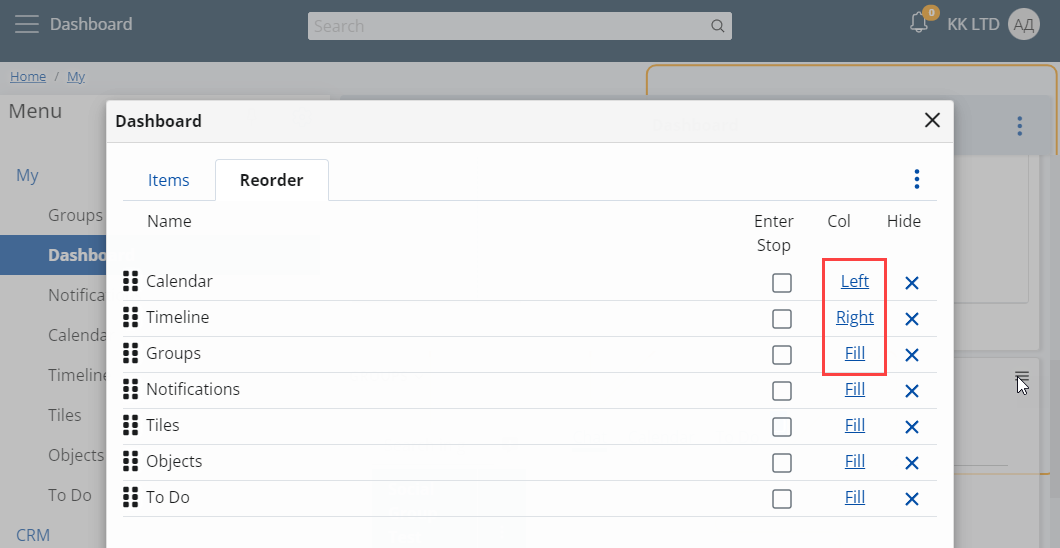 Dashboard
Search
0
KK LTD
АД
Home / My
Menu
Dashboard
My
Items
Reorder
Groups
Name
Enter Stop
Col
Hide
Dashbo
Calendar
Left
Notifica
Timeline
Right
Calenda
Groups
Fill
Timeline
Notifications
Fill
Tiles
Tiles
Fill
Objects
Objects
Fill
To Do
To Do
Fill
CRM